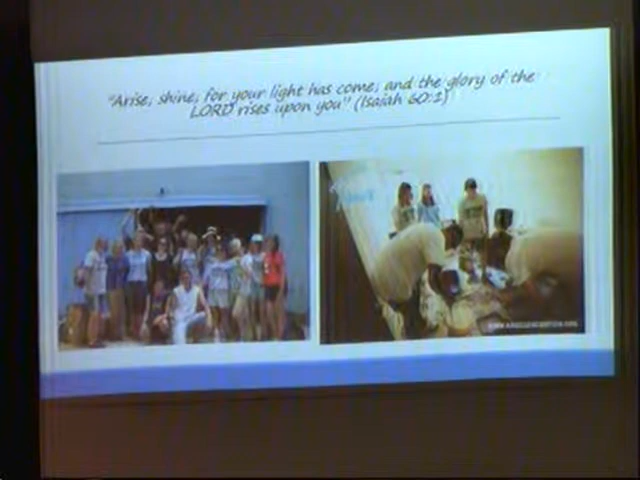 "Arise, shine, for your light has come, and the glory of the
LORD rises upon you" (Isaiah 60:1)